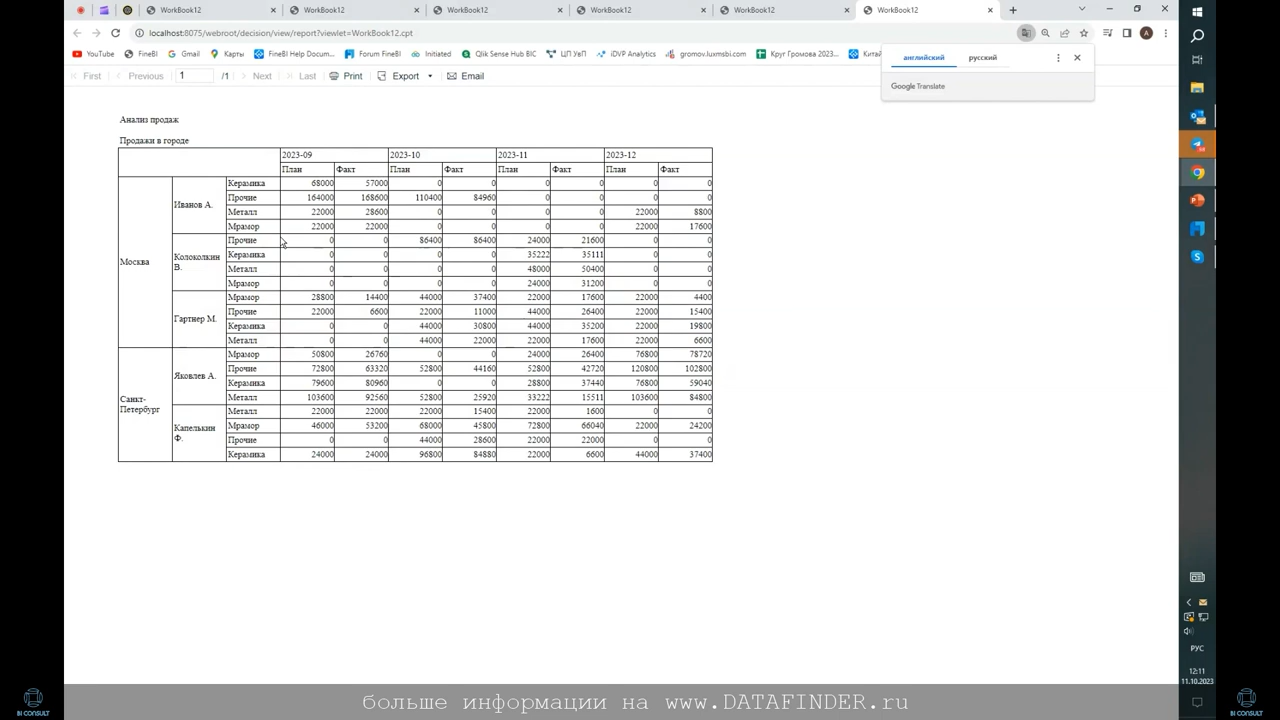 WorkBook12
WorkBook12
WorkBook12
WorkBook12
WorkBook12
WorkBook12
localhost:8075/webroot/decision/view/report?viewlet=WorkBook12.cpt
YouTube
FineBI
Gmail
Карты
FineBI Help Docum...
Forum FineBI
Initiated
Qlik Sense Hub BIC
ЦП УвП
iDVP Analytics
gromov.luxmsbi.com
Круг Громова 2023...
английский
русский
Google Translate
First
Previous
1
/1
Next
Last
Print
Export
Email
Анализ продаж
Продажи в городе
2023-09 2023-10 2023-11 2023-12
План Факт План Факт План Факт План Факт
Москва
Иванов А.
Керамика 68000 57000 0 0 0 0 0 0
Прочие 164000 168600 110400 84960 0 0 0 0
Металл 22000 28600 0 0 0 0 22000 8800
Мрамор 22000 22000 0 0 0 0 22000 17600
Колоколкин
В.
Прочие 0 0 86400 86400 24000 21600 0 0
Керамика 0 0 0 0 35222 35111 0 0
Металл 0 0 0 0 48000 50400 0 0
Мрамор 0 0 0 0 24000 31200 0 0
Гартнер М.
Мрамор 28800 14400 44000 37400 22000 17600 22000 4400
Прочие 22000 6600 22000 11000 44000 26400 22000 15400
Керамика 0 0 44000 30800 44000 35200 22000 19800
Металл 0 0 44000 22000 22000 17600 22000 6600
Санкт-
Петербург
Яковлев А.
Мрамор 50800 26760 0 0 24000 26400 76800 78720
Прочие 72800 63320 52800 44160 52800 42720 120800 102800
Керамика 79600 80960 0 0 28800 37440 76800 59040
Металл 103600 92560 52800 25920 33222 15511 103600 84800
Капелькин
Ф.
Металл 22000 22000 22000 15400 22000 1600 0 0
Мрамор 46000 53200 68000 45800 72800 66040 22000 24200
Прочие 0 0 44000 28600 22000 22000 0 0
Керамика 24000 24000 96800 84880 22000 6600 44000 37400
РУС
12:11
11.10.2023
больше информации на www.DATAFINDER.ru
BI CONSULT
BI CONSULT